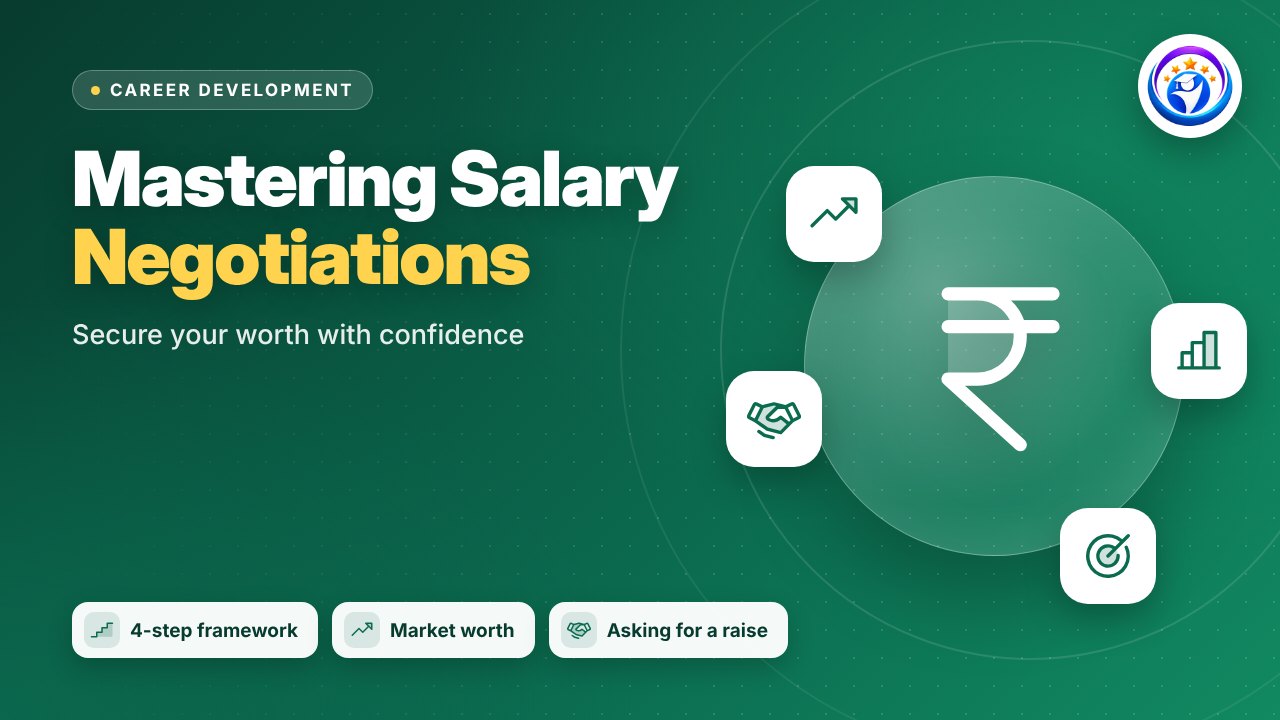 CAREER DEVELOPMENT
Mastering Salary
Negotiations
Secure your worth with confidence
₹
4-step framework
Market worth
Asking for a raise